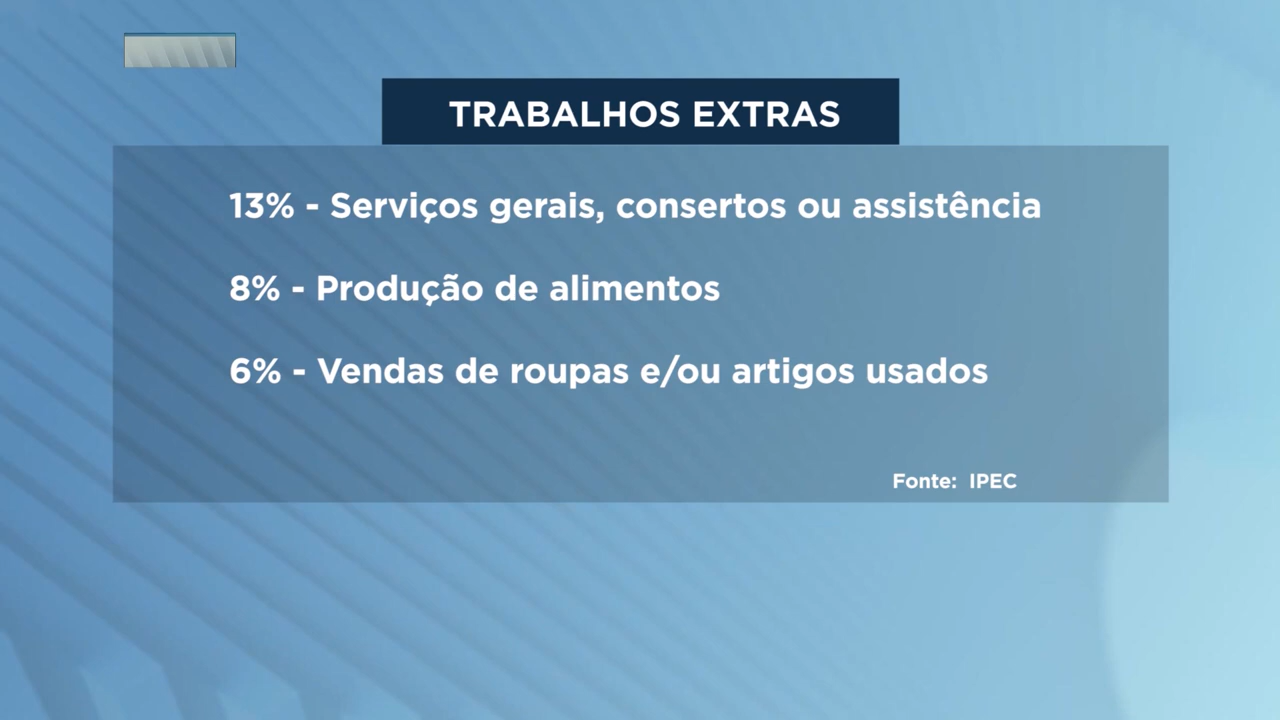 TRABALHOS EXTRAS
13% - Serviços gerais, consertos ou assistência
8% - Produção de alimentos
6% - Vendas de roupas e/ou artigos usados
Fonte: IPEC